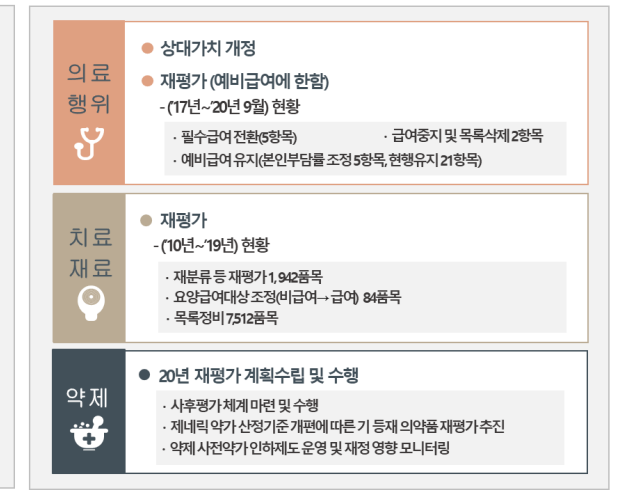 의료
행위
● 상대가치 개정
● 재평가 (예비급여에 한함)
- ('17년~'20년 9월) 현황
· 필수급여 전환(5항목) · 급여중지 및 목록삭제 2항목
· 예비급여 유지(본인부담률 조정 5항목, 현행유지 21항목)
치료
재료
● 재평가
- ('10년~'19년) 현황
· 재분류 등 재평가 1,942품목
· 요양급여대상 조정(비급여→급여) 84품목
· 목록정비 7,512품목
약제
● 20년 재평가 계획수립 및 수행
· 사후평가 체계 마련 및 수행
· 제네릭 약가 산정기준 개편에 따른 기 등재 의약품 재평가 추진
· 약제 사전약가 인하제도 운영 및 재정 영향 모니터링